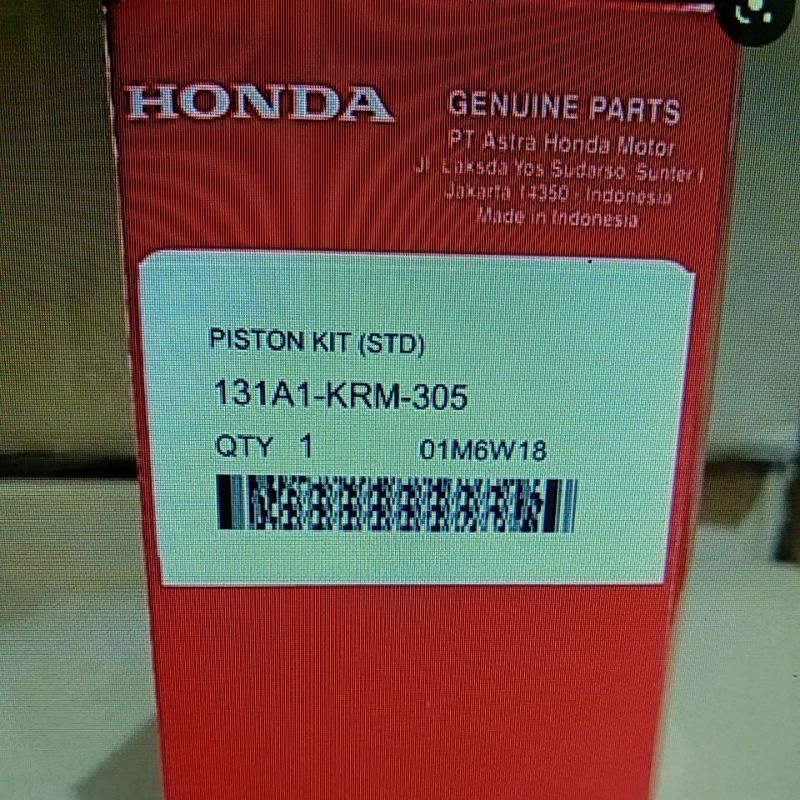 HONDA
GENUINE PARTS
PT Astra Honda Motor
Jl. Laksda Yos Sudarso, Sunter I
Jakarta 14350 - Indonesia
Made in Indonesia
PISTON KIT (STD)
131A1-KRM-305
QTY 1 01M6W18